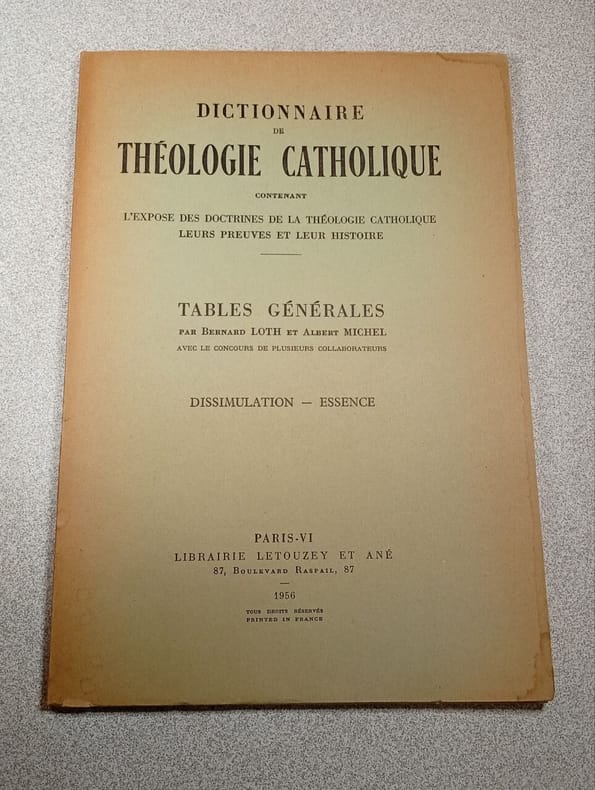 DICTIONNAIRE
DE
THÉOLOGIE CATHOLIQUE
CONTENANT
L'EXPOSE DES DOCTRINES DE LA THÉOLOGIE CATHOLIQUE
LEURS PREUVES ET LEUR HISTOIRE
TABLES GÉNÉRALES
PAR BERNARD LOTH ET ALBERT MICHEL
AVEC LE CONCOURS DE PLUSIEURS COLLABORATEURS
DISSIMULATION — ESSENCE
PARIS-VI
LIBRAIRIE LETOUZEY ET ANÉ
87, BOULEVARD RASPAIL, 87
1956
TOUS DROITS RÉSERVÉS
PRINTED IN FRANCE